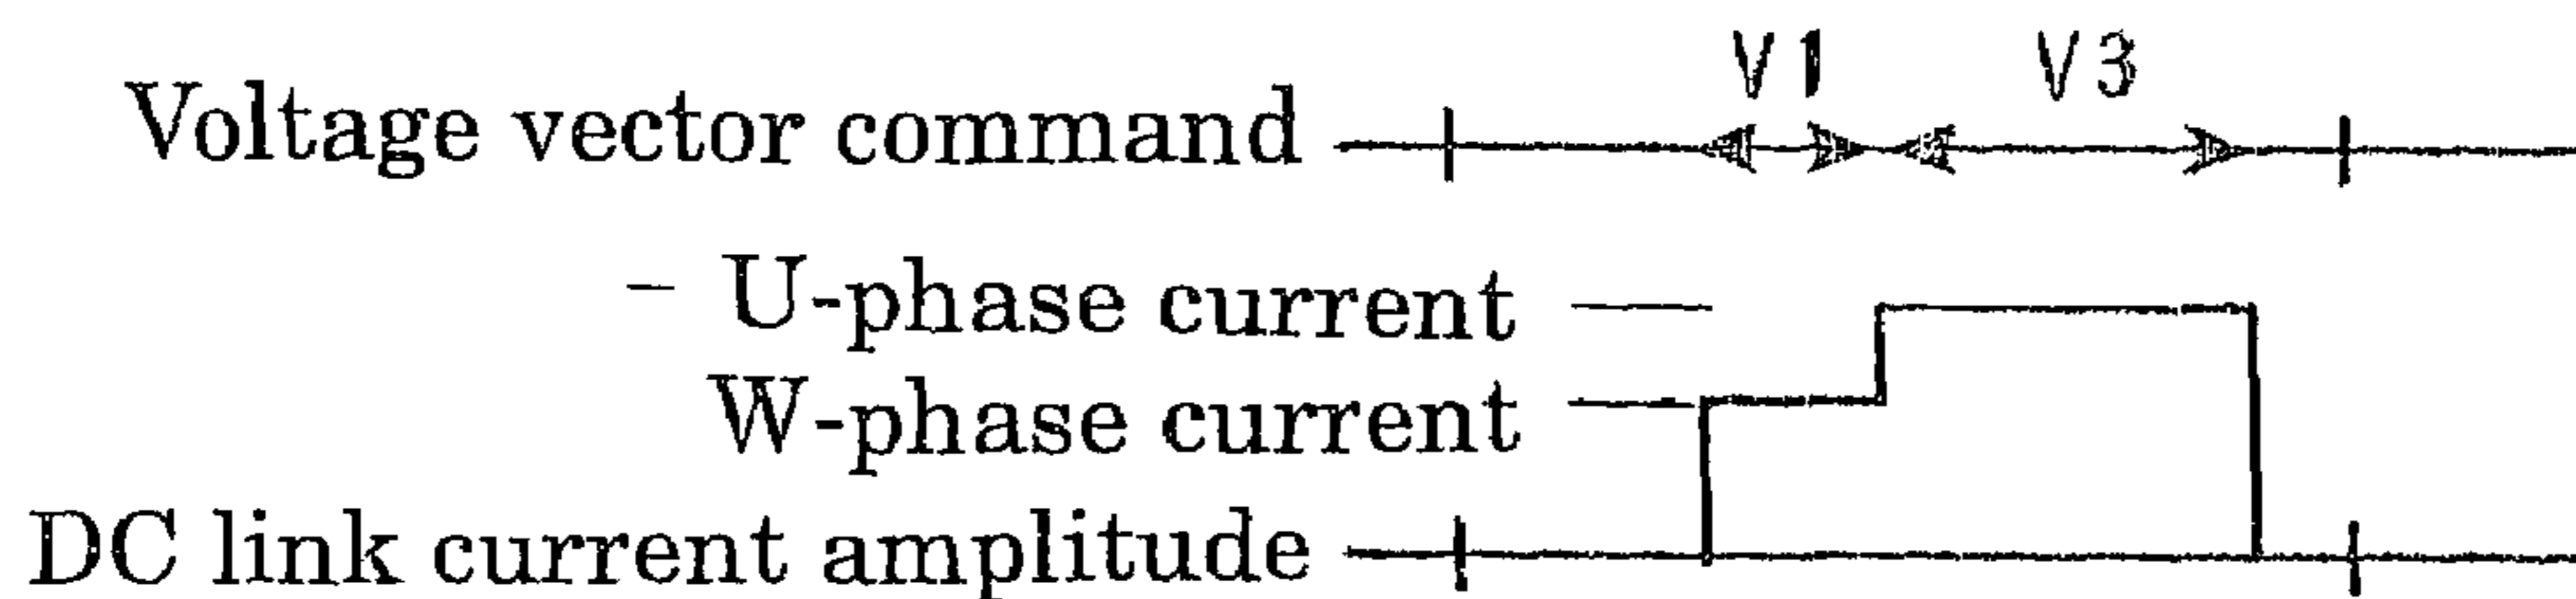 V1 V3
Voltage vector command
– U-phase current
W-phase current
DC link current amplitude